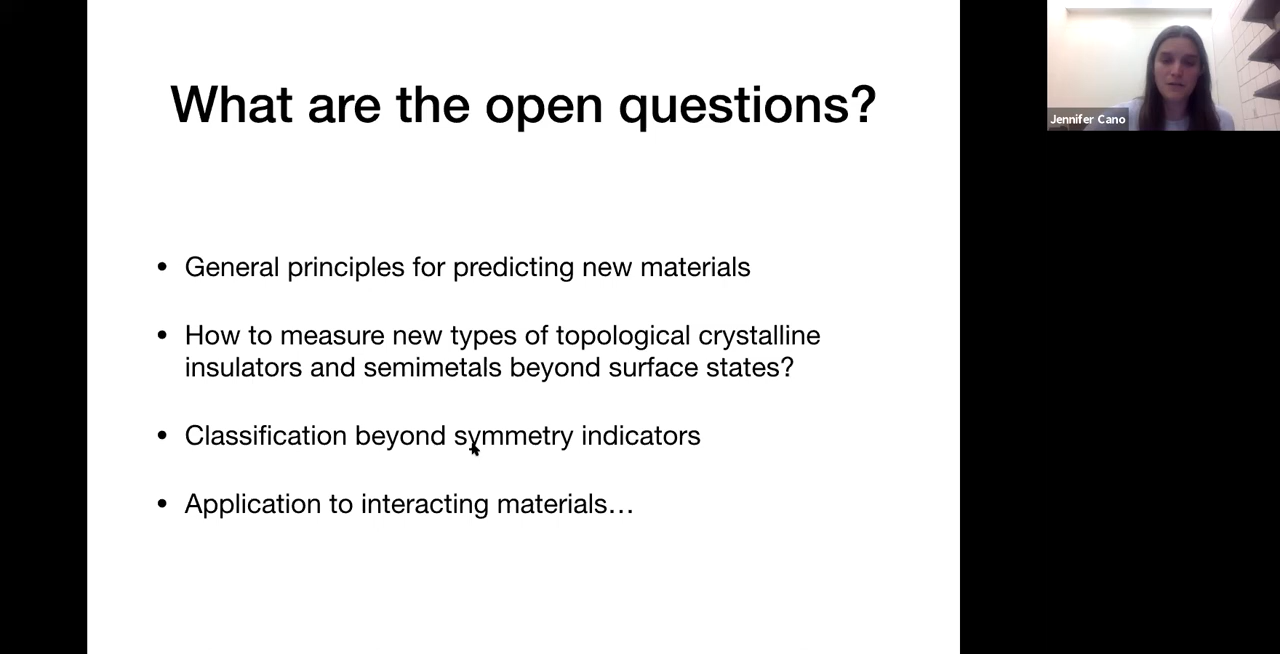 What are the open questions?
• General principles for predicting new materials
• How to measure new types of topological crystalline
insulators and semimetals beyond surface states?
• Classification beyond symmetry indicators
• Application to interacting materials…
Jennifer Cano